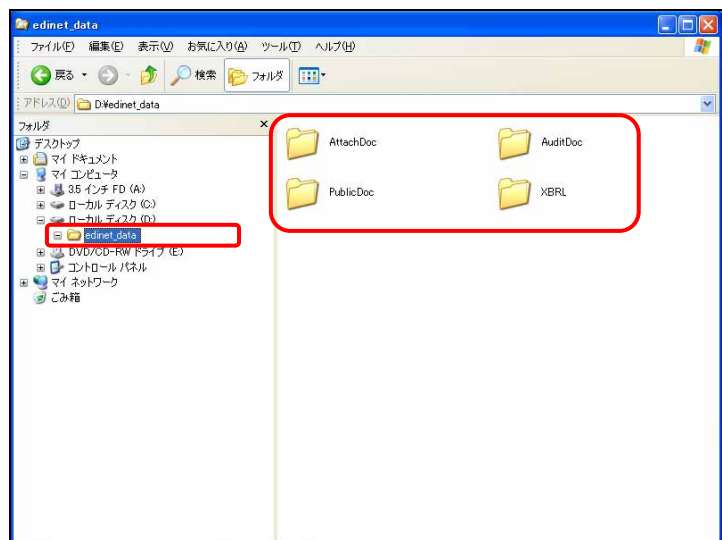 edinet_data
ファイル(F) 編集(E) 表示(V) お気に入り(A) ツール(T) ヘルプ(H)
戻る 検索 フォルダ
アドレス(D) D:¥edinet_data
フォルダ ×
デスクトップ
マイ ドキュメント
マイ コンピュータ
3.5 インチ FD (A:)
ローカル ディスク (C:)
ローカル ディスク (D:)
edinet_data
DVD/CD-RW ドライブ (E:)
コントロール パネル
マイ ネットワーク
ごみ箱
AttachDoc AuditDoc
PublicDoc XBRL